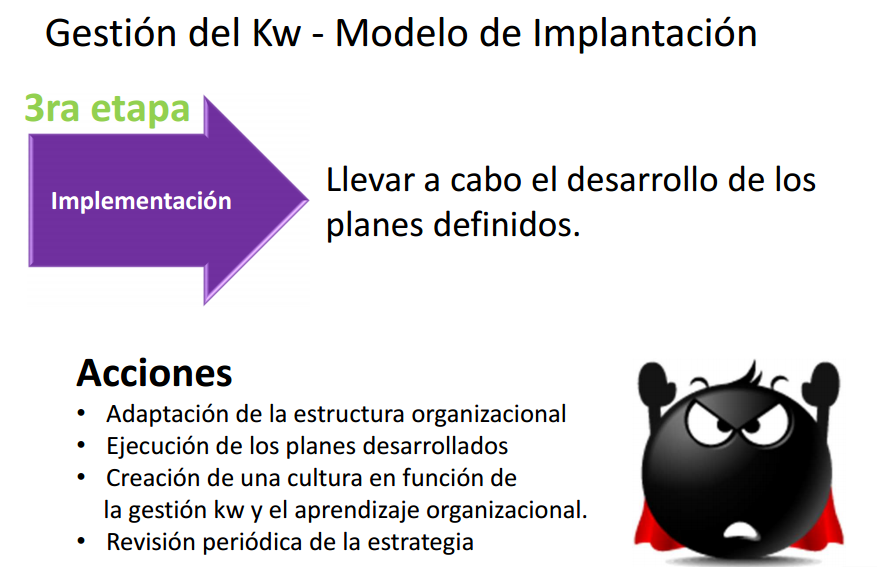 Gestión del Kw - Modelo de Implantación
3ra etapa
Implementación
Llevar a cabo el desarrollo de los
planes definidos.
Acciones
• Adaptación de la estructura organizacional
• Ejecución de los planes desarrollados
• Creación de una cultura en función de
la gestión kw y el aprendizaje organizacional.
• Revisión periódica de la estrategia